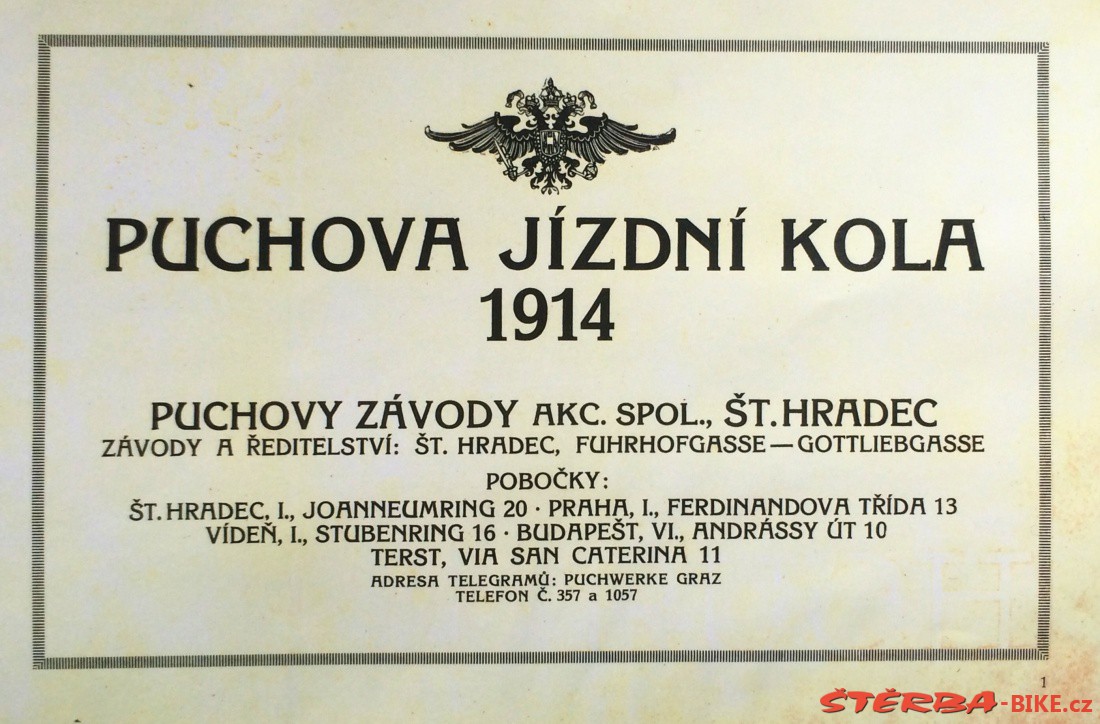 PUCHOVA JÍZDNÍ KOLA
1914
PUCHOVY ZÁVODY AKC. SPOL., ŠT. HRADEC
ZÁVODY A ŘEDITELSTVÍ: ŠT. HRADEC, FUHRHOFGASSE — GOTTLIEBGASSE
POBOČKY:
ŠT. HRADEC, I., JOANNEUMRING 20 · PRAHA, I., FERDINANDOVA TŘÍDA 13
VÍDEŇ, I., STUBENRING 16 · BUDAPEŠT, VI., ANDRÁSSY ÚT 10
TERST, VIA SAN CATERINA 11
ADRESA TELEGRAMŮ: PUCHWERKE GRAZ
TELEFON Č. 357 a 1057
1
ŠTĚRBA-BIKE.cz